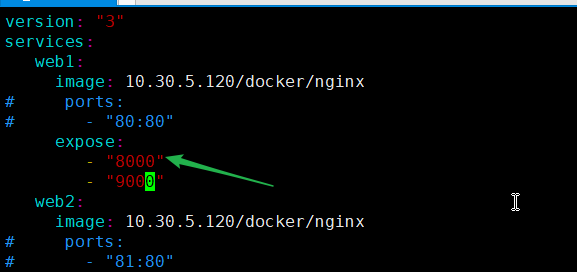 version: "3"
services:
   web1:
     image: 10.30.5.120/docker/nginx
#     ports:
#       - "80:80"
     expose:
        - "8000"
        - "9000"
   web2:
     image: 10.30.5.120/docker/nginx
#     ports:
#       - "81:80"